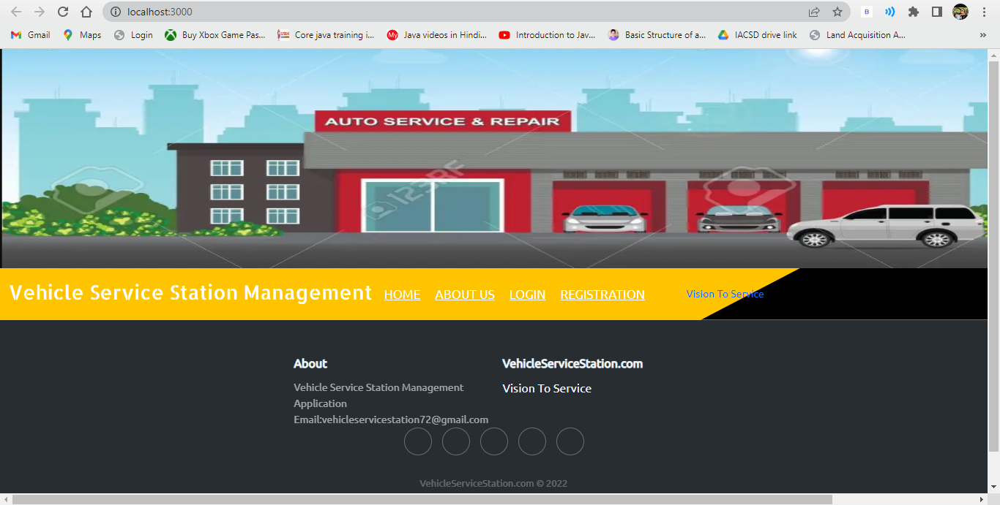 localhost:3000
Gmail
Maps
Login
Buy Xbox Game Pas...
Core java training i...
My
Java videos in Hindi...
Introduction to Jav...
Basic Structure of a...
IACSD drive link
Land Acquisition A...
»
B
AUTO SERVICE & REPAIR
123RF
Vehicle Service Station Management HOME ABOUT US LOGIN REGISTRATION Vision To Service
About
Vehicle Service Station Management
Application
Email:vehicleservicestation72@gmail.com
VehicleServiceStation.com
Vision To Service
VehicleServiceStation.com © 2022